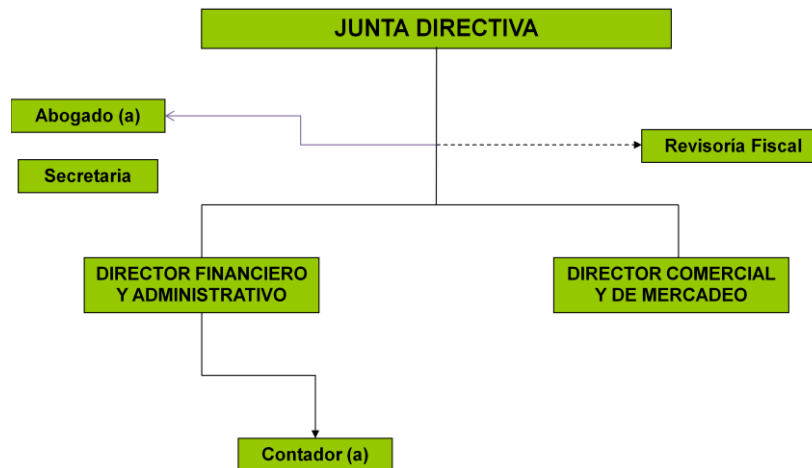 JUNTA DIRECTIVA
Abogado (a)
Revisoría Fiscal
Secretaria
DIRECTOR FINANCIERO
Y ADMINISTRATIVO
DIRECTOR COMERCIAL
Y DE MERCADEO
Contador (a)